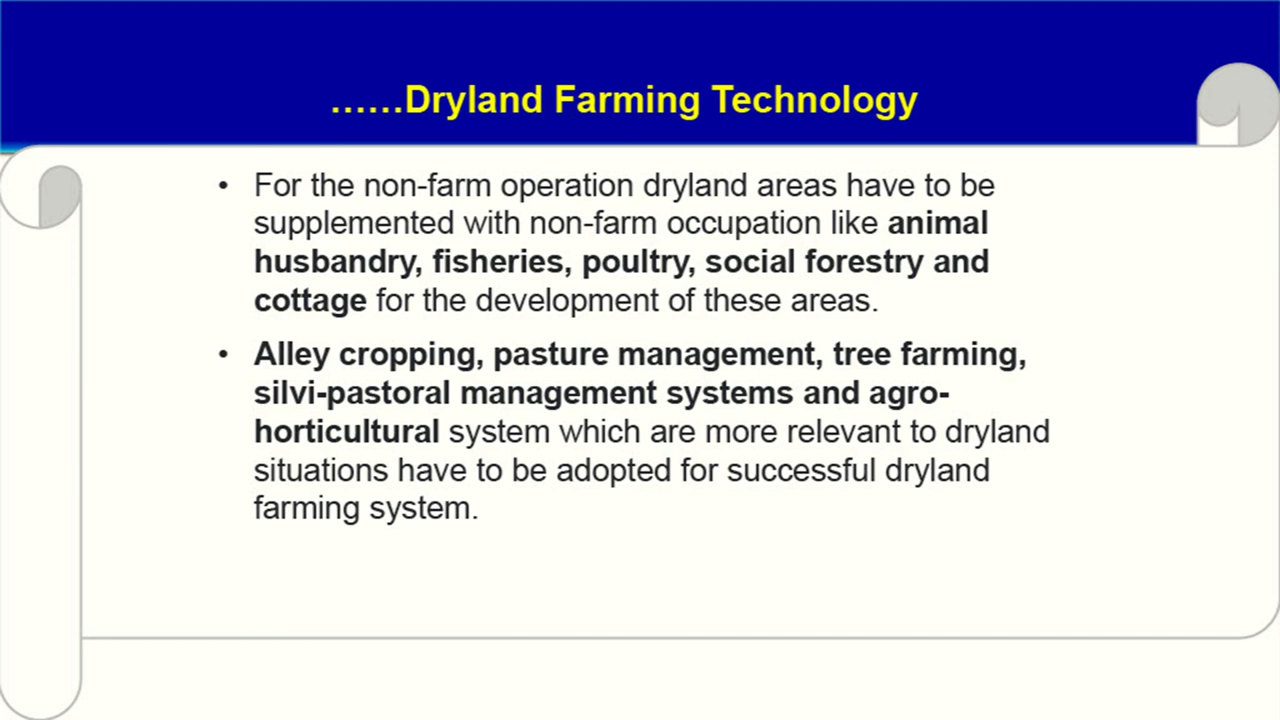 ......Dryland Farming Technology
• For the non-farm operation dryland areas have to be
supplemented with non-farm occupation like animal
husbandry, fisheries, poultry, social forestry and
cottage for the development of these areas.
• Alley cropping, pasture management, tree farming,
silvi-pastoral management systems and agro-
horticultural system which are more relevant to dryland
situations have to be adopted for successful dryland
farming system.